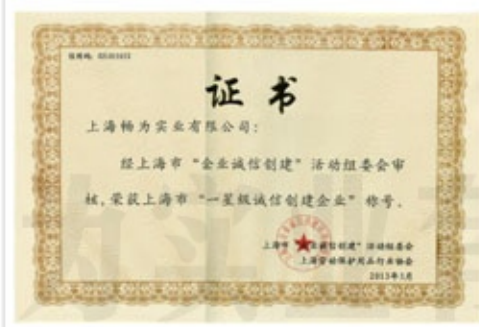 证书
上海畅为实业有限公司：
经上海市“企业诚信创建”活动组委会审
核，荣获上海市“一星级诚信创建企业”称号。
上海市“企业诚信创建”活动组委会
上海劳动保护用品行业协会
2013年3月